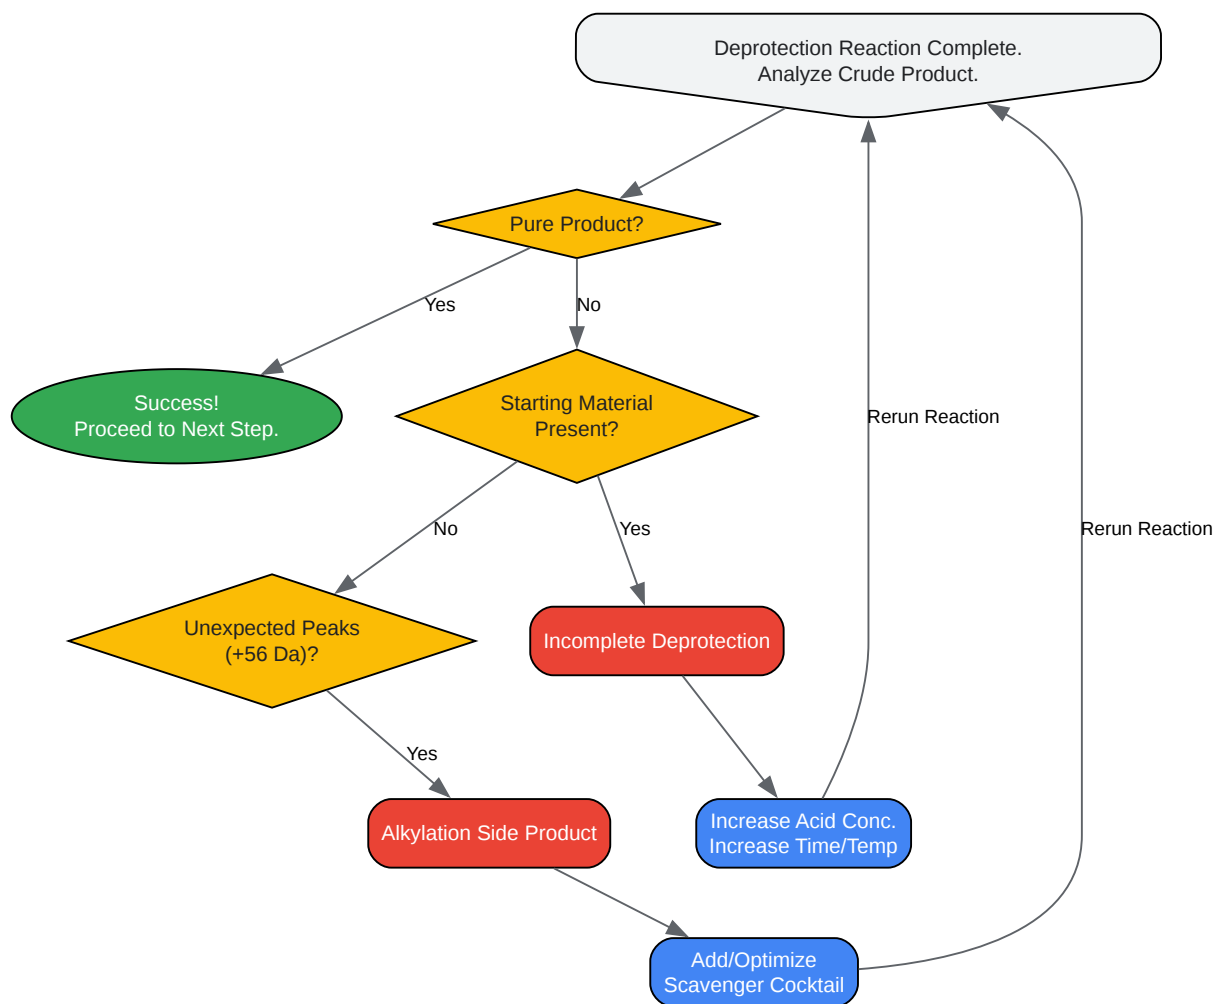 Deprotection Reaction Complete.
Analyze Crude Product.
Pure Product?
Yes
No
Success!
Proceed to Next Step.
Starting Material
Present?
Rerun Reaction
No
Yes
Rerun Reaction
Unexpected Peaks
(+56 Da)?
Incomplete Deprotection
Yes
Alkylation Side Product
Increase Acid Conc.
Increase Time/Temp
Add/Optimize
Scavenger Cocktail